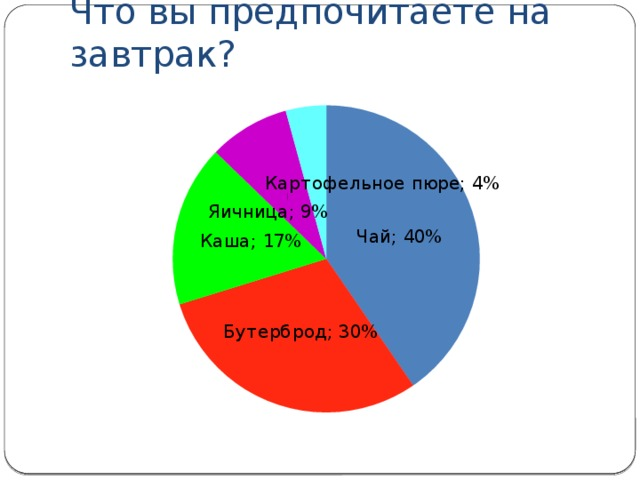 Что вы предпочитаете на
завтрак?
Картофельное пюре; 4%
Яичница; 9%
Чай; 40%
Каша; 17%
Бутерброд; 30%